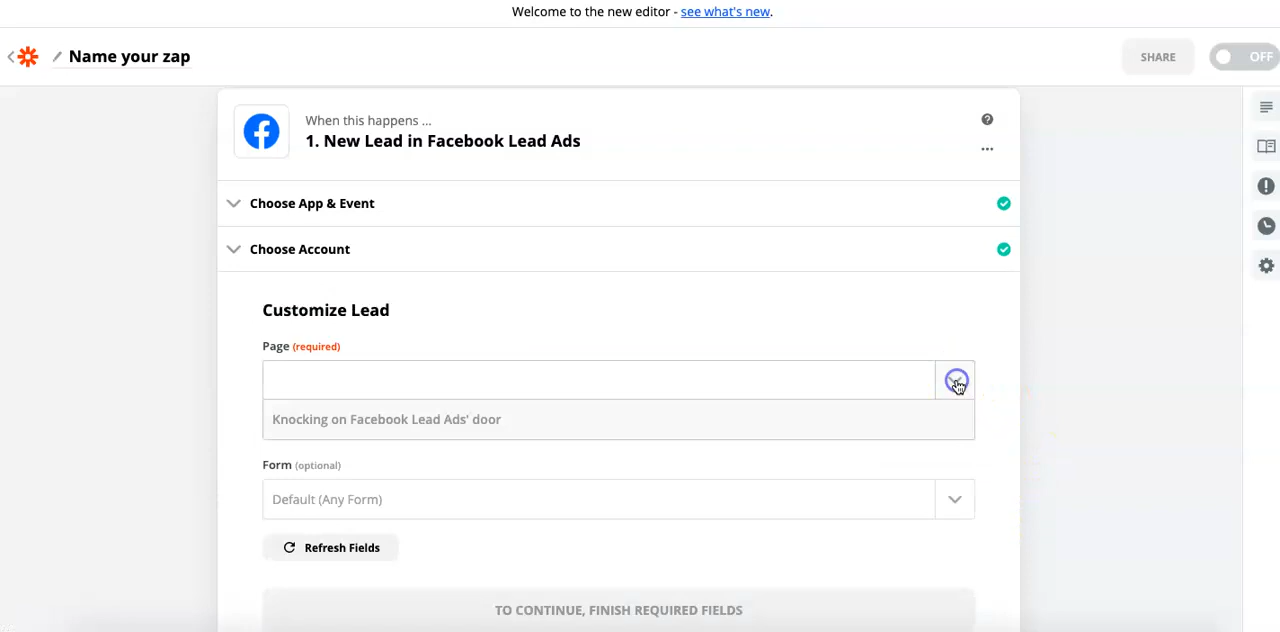 Welcome to the new editor - see what's new.
Name your zap
SHARE
OFF
When this happens ...
1. New Lead in Facebook Lead Ads
Choose App & Event
Choose Account
Customize Lead
Page (required)
Knocking on Facebook Lead Ads' door
Form (optional)
Default (Any Form)
Refresh Fields
TO CONTINUE, FINISH REQUIRED FIELDS